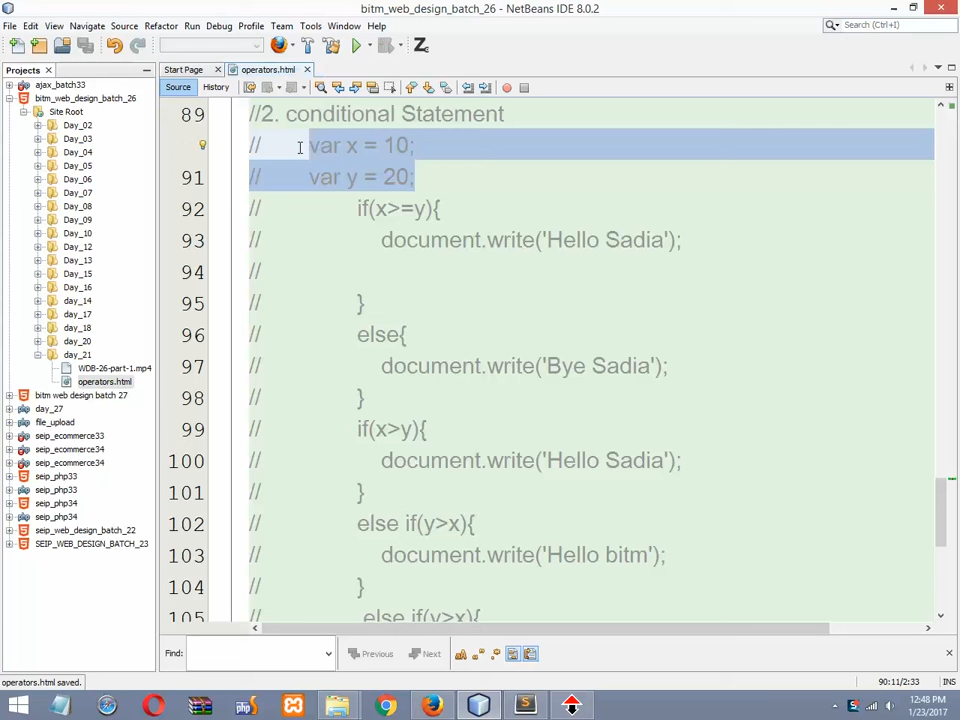 bitm_web_design_batch_26 - NetBeans IDE 8.0.2
File Edit View Navigate Source Refactor Run Debug Profile Team Tools Window Help
Search (Ctrl+I)
Projects
Start Page
operators.html
Source History
ajax_batch33
bitm_web_design_batch_26
Site Root
Day_02
Day_03
Day_04
Day_05
Day_06
Day_07
Day_08
Day_09
Day_10
Day_12
Day_13
Day_15
Day_16
day_14
day_17
day_18
day_20
day_21
WDB-26-part-1.mp4
operators.html
bitm web design batch 27
day_27
file_upload
seip_ecommerce33
seip_ecommerce34
seip_ecommerce34
seip_php33
seip_php33
seip_php34
seip_php34
seip_web_design_batch_22
SEIP_WEB_DESIGN_BATCH_23
89 //2. conditional Statement
// var x = 10;
91 // var y = 20;
92 // if(x>=y){
93 // document.write('Hello Sadia');
94 //
95 // }
96 // else{
97 // document.write('Bye Sadia');
98 // }
99 // if(x>y){
100 // document.write('Hello Sadia');
101 // }
102 // else if(y>x){
103 // document.write('Hello bitm');
104 // }
105 // else if(y>x){
Find: Previous Next
operators.html saved.
90:11/2:33 INS
12:48 PM
1/23/2017